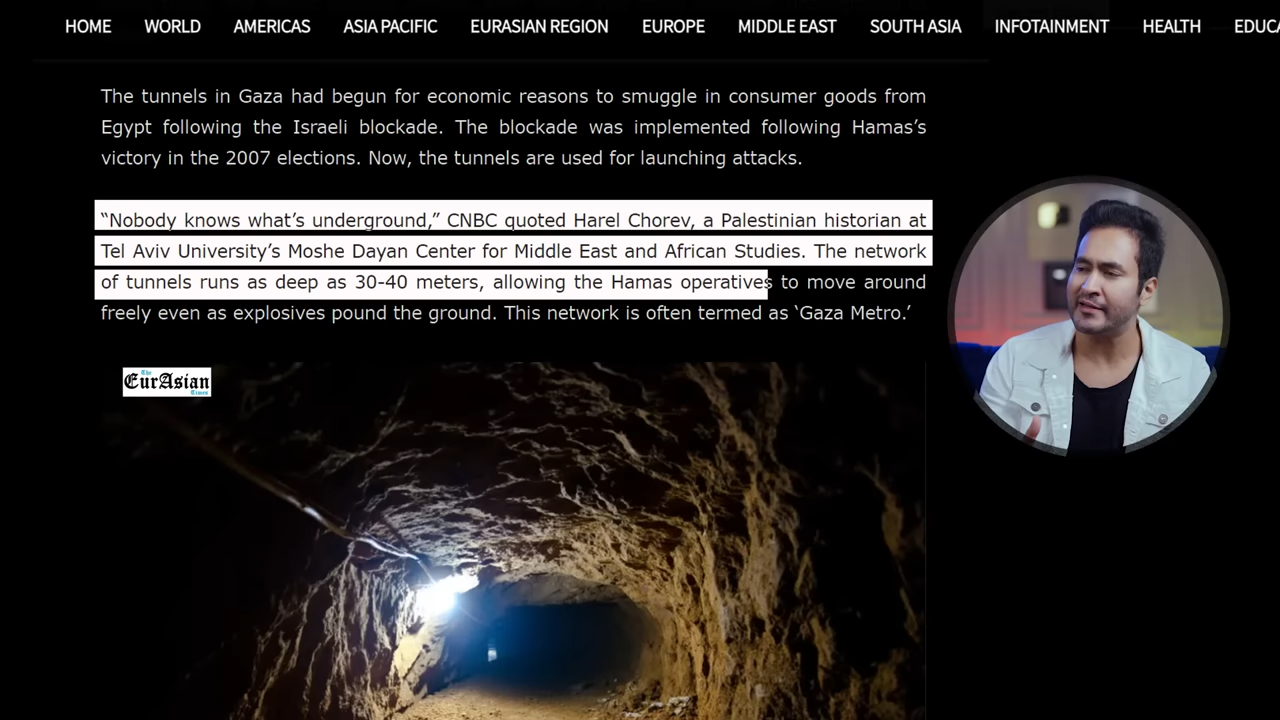 HOME WORLD AMERICAS ASIA PACIFIC EURASIAN REGION EUROPE MIDDLE EAST SOUTH ASIA INFOTAINMENT HEALTH EDUCA
The tunnels in Gaza had begun for economic reasons to smuggle in consumer goods from
Egypt following the Israeli blockade. The blockade was implemented following Hamas’s
victory in the 2007 elections. Now, the tunnels are used for launching attacks.
“Nobody knows what’s underground,” CNBC quoted Harel Chorev, a Palestinian historian at
Tel Aviv University’s Moshe Dayan Center for Middle East and African Studies. The network
of tunnels runs as deep as 30-40 meters, allowing the Hamas operatives to move around
freely even as explosives pound the ground. This network is often termed as ‘Gaza Metro.’
The
EurAsian
Times